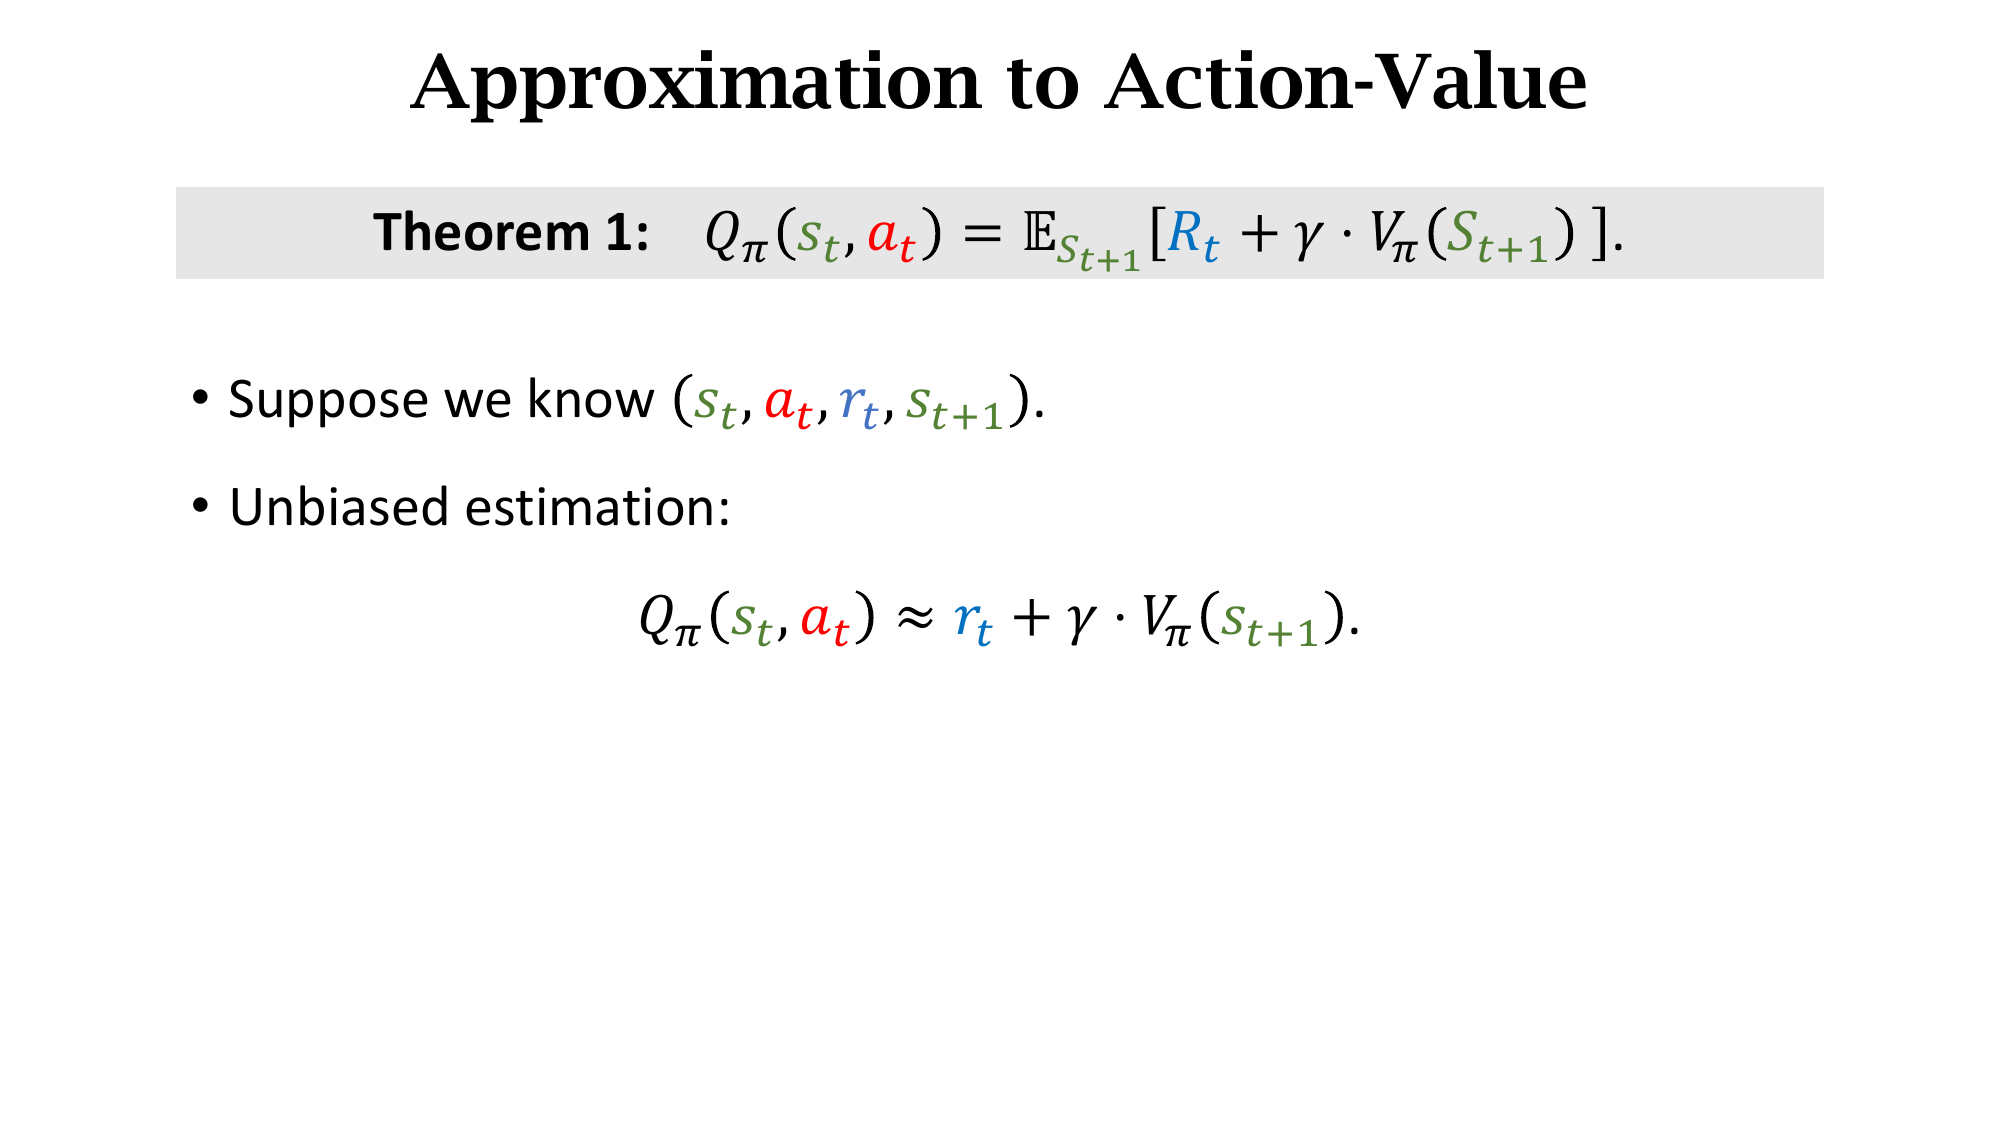 Approximation to Action-Value
Theorem 1: $Q_\pi(s_t, a_t) = \mathbb{E}_{S_{t+1}}[R_t + \gamma \cdot V_\pi(S_{t+1})].$
• Suppose we know $(s_t, a_t, r_t, s_{t+1})$.
• Unbiased estimation:
$Q_\pi(s_t, a_t) \approx r_t + \gamma \cdot V_\pi(s_{t+1}).$